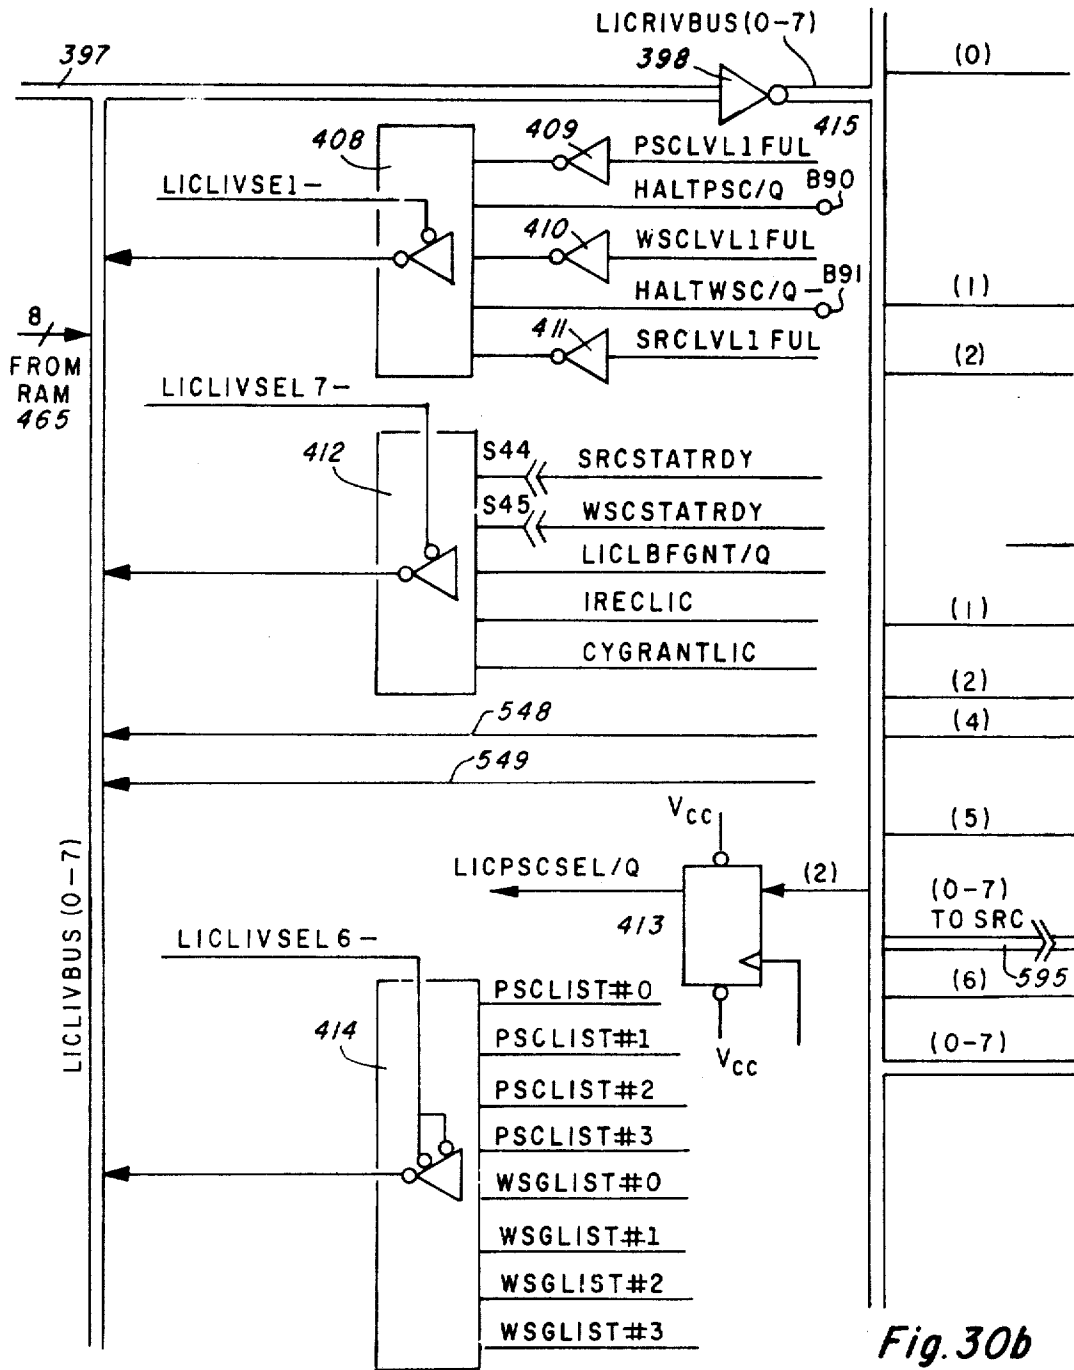 LICRIVBUS(0-7)
397
398
(0)
415
408
409
PSCLVL1FUL
HALTPSC/Q
B90
LICLIVSE1-
410
WSCLVL1FUL
HALTWSC/Q-
B91
(1)
8
411
SRCLVL1FUL
FROM
RAM
465
(2)
LICLIVSEL7-
412
S44
SRCSTATRDY
S45
WSCSTATRDY
LICLBFGNT/Q
IRECLIC
(1)
CYGRANTLIC
(2)
548
(4)
549
VCC
(5)
LICPSCSEL/Q
(2)
(0-7)
TO SRC
413
LICLIVBUS (0-7)
LICLIVSEL6-
595
(6)
414
PSCLIST#0
PSCLIST#1
VCC
(0-7)
PSCLIST#2
PSCLIST#3
WSGLIST#0
WSGLIST#1
WSGLIST#2
WSGLIST#3
Fig. 30b